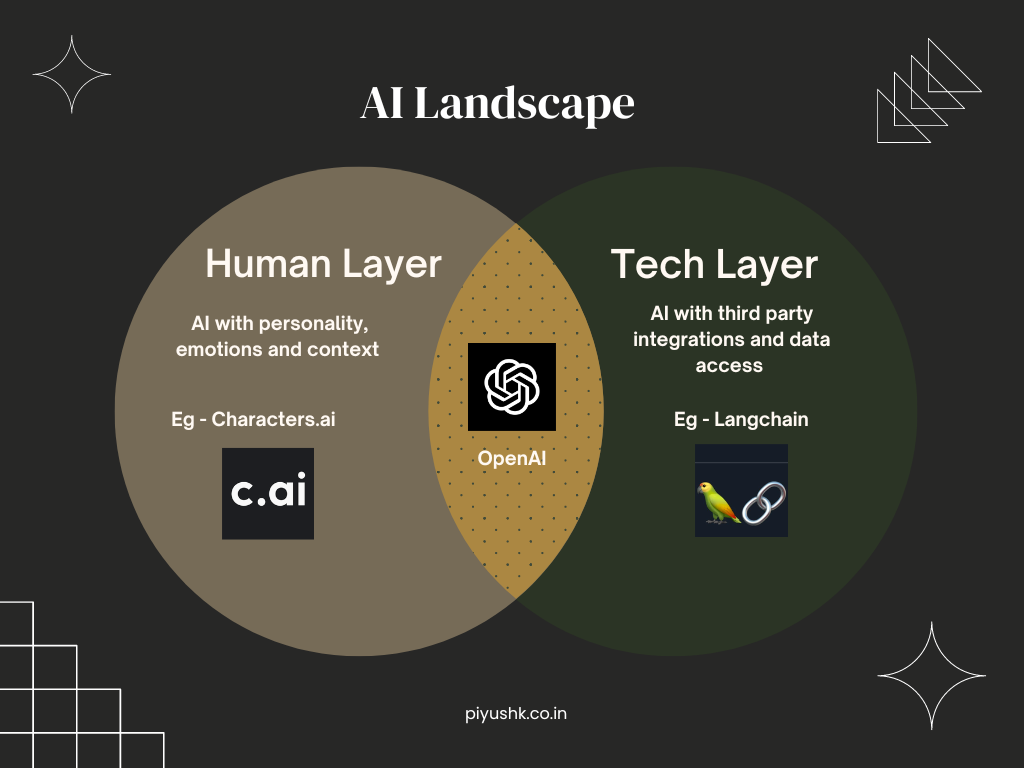 AI Landscape
Human Layer
AI with personality,
emotions and context
Eg - Characters.ai
c.ai
OpenAI
Tech Layer
AI with third party
integrations and data
access
Eg - Langchain
piyushk.co.in